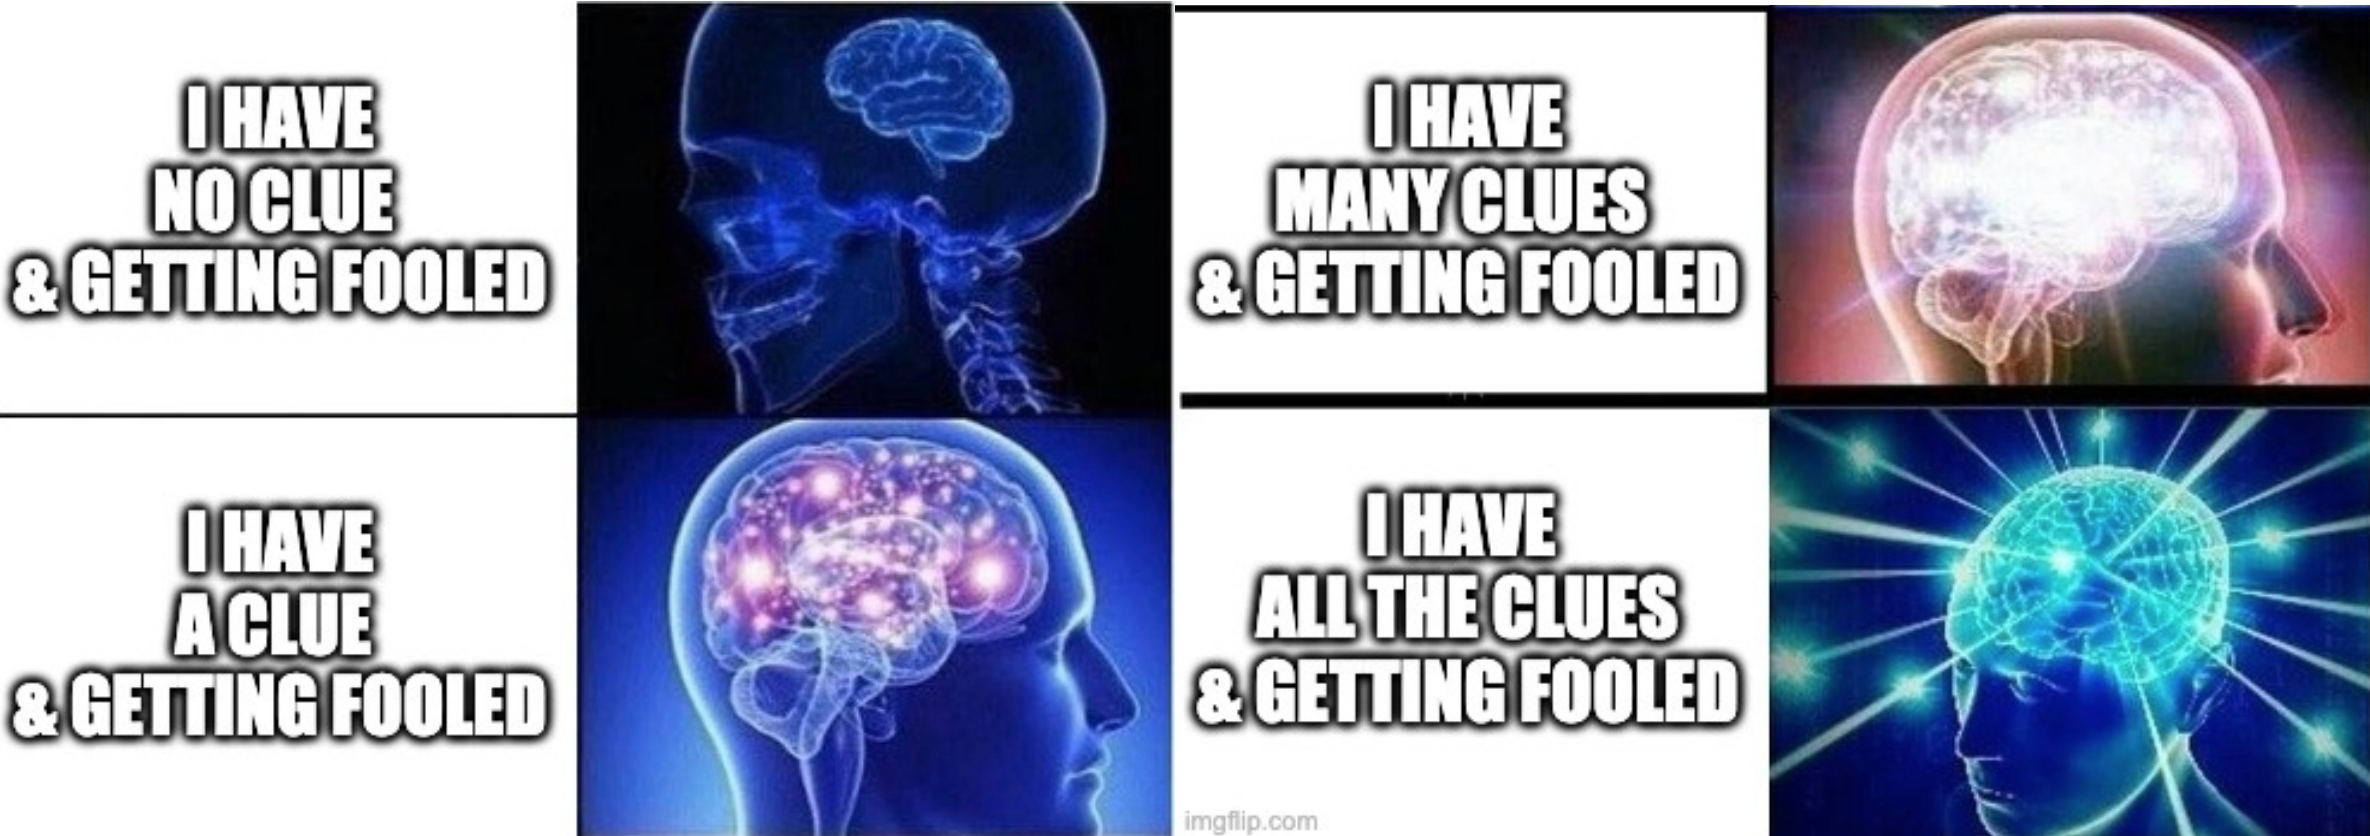 I HAVE
NO CLUE
& GETTING FOOLED
I HAVE
A CLUE
& GETTING FOOLED
I HAVE
MANY CLUES
& GETTING FOOLED
I HAVE
ALL THE CLUES
& GETTING FOOLED
imgflip.com